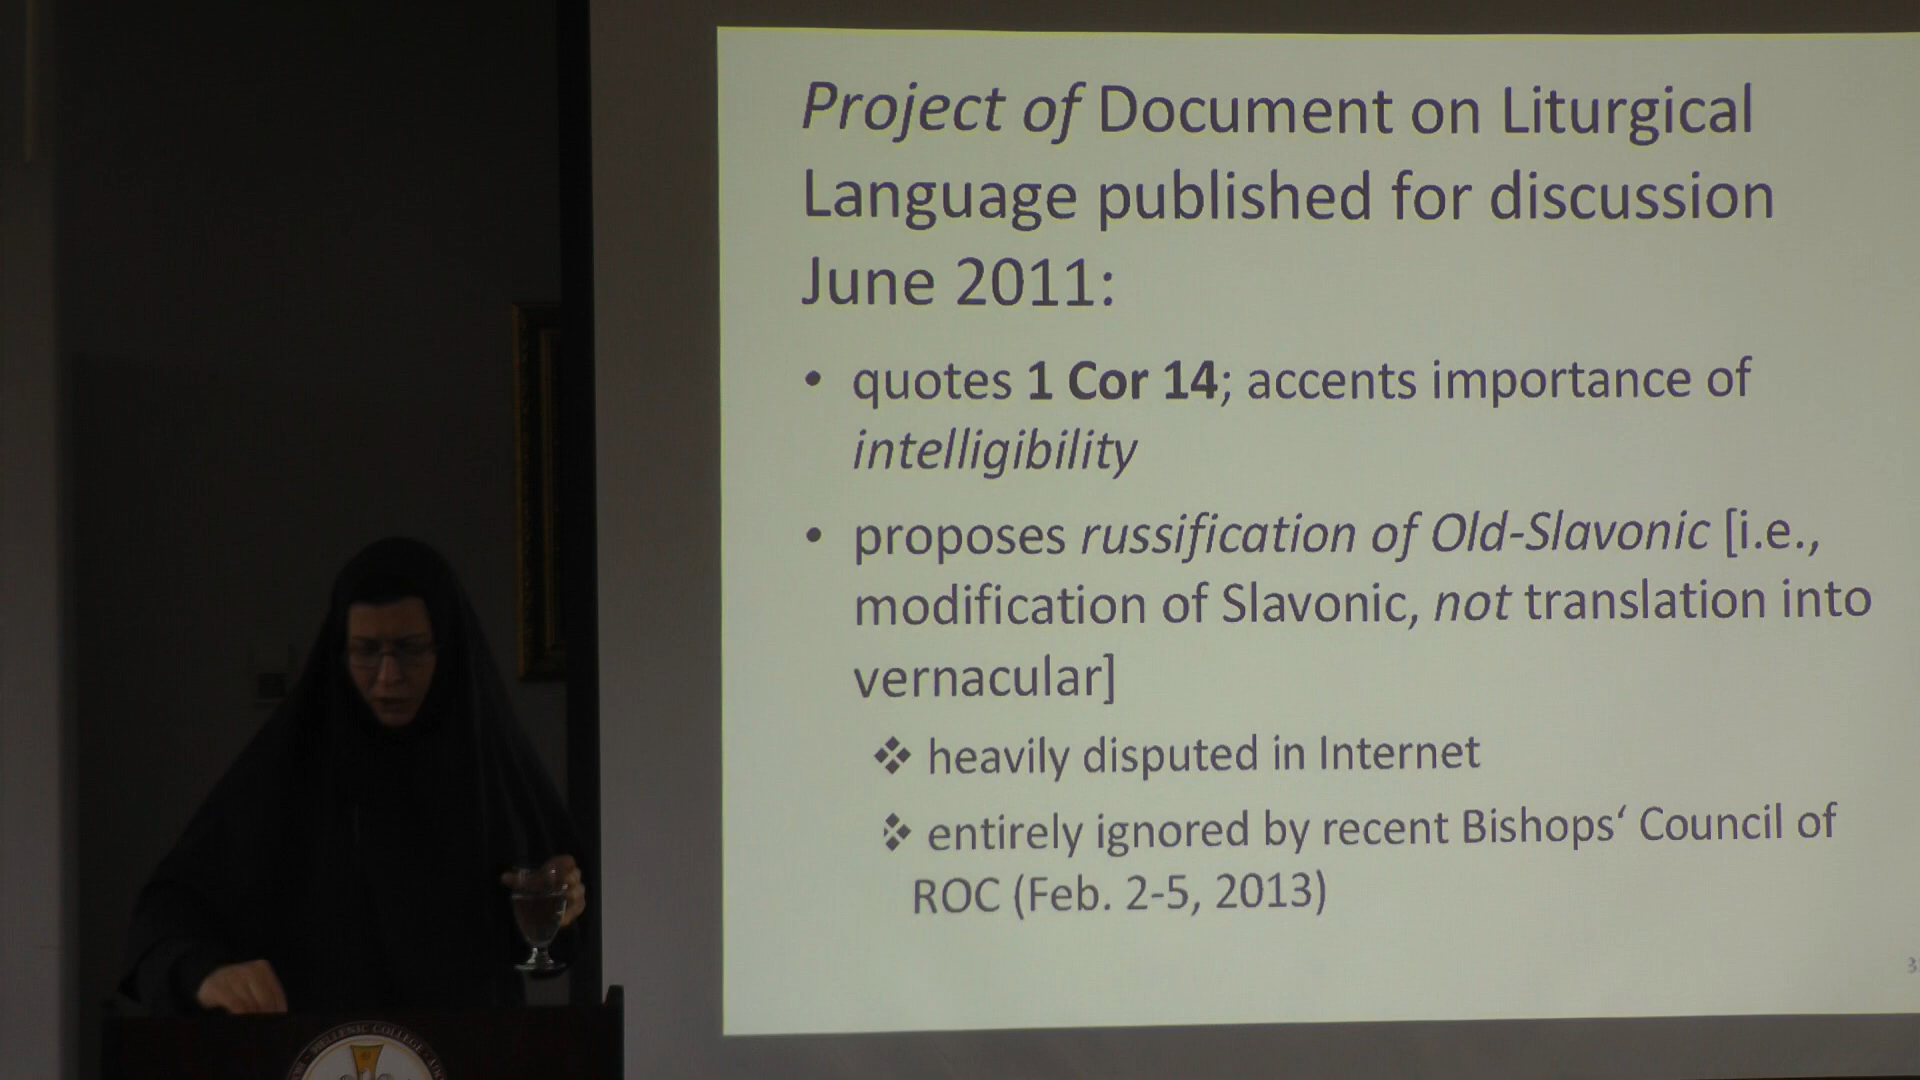 Project of Document on Liturgical
Language published for discussion
June 2011:
• quotes 1 Cor 14; accents importance of
intelligibility
• proposes russification of Old-Slavonic [i.e.,
modification of Slavonic, not translation into
vernacular]
❖ heavily disputed in Internet
❖ entirely ignored by recent Bishops‘ Council of
ROC (Feb. 2-5, 2013)
HELLENIC COLLEGE